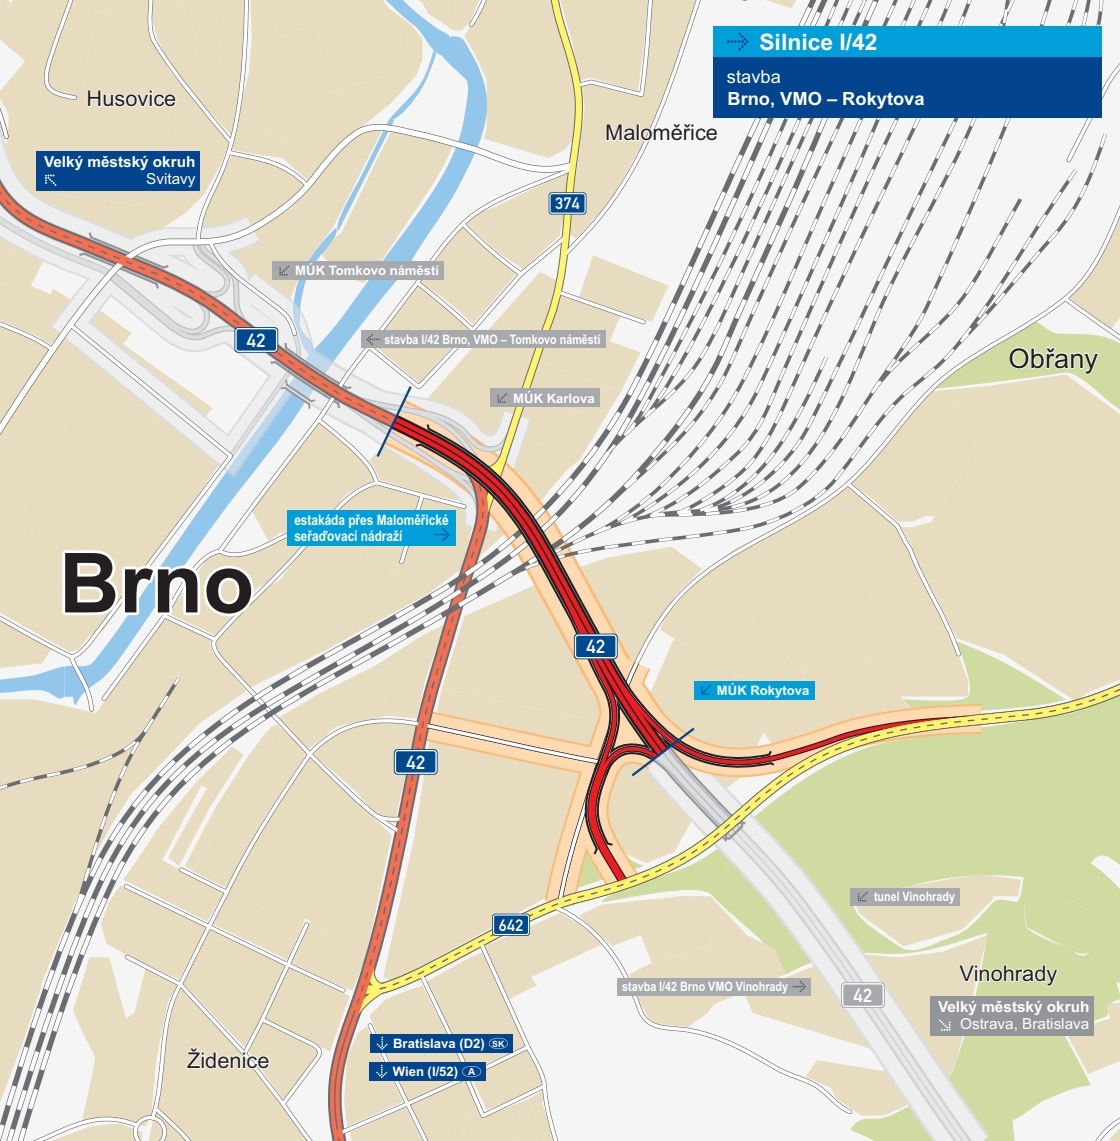 Silnice I/42
stavba
Brno, VMO – Rokytova
Husovice
Maloměřice
Velký městský okruh
Svitavy
374
MÚK Tomkovo náměstí
42
stavba I/42 Brno, VMO – Tomkovo náměstí
Obřany
MÚK Karlova
estakáda přes Maloměřické
seřaďovací nádraží
Brno
42
MÚK Rokytova
42
tunel Vinohrady
642
Vinohrady
stavba I/42 Brno VMO Vinohrady
42
Velký městský okruh
Ostrava, Bratislava
Židenice
Bratislava (D2) SK
Wien (I/52) A